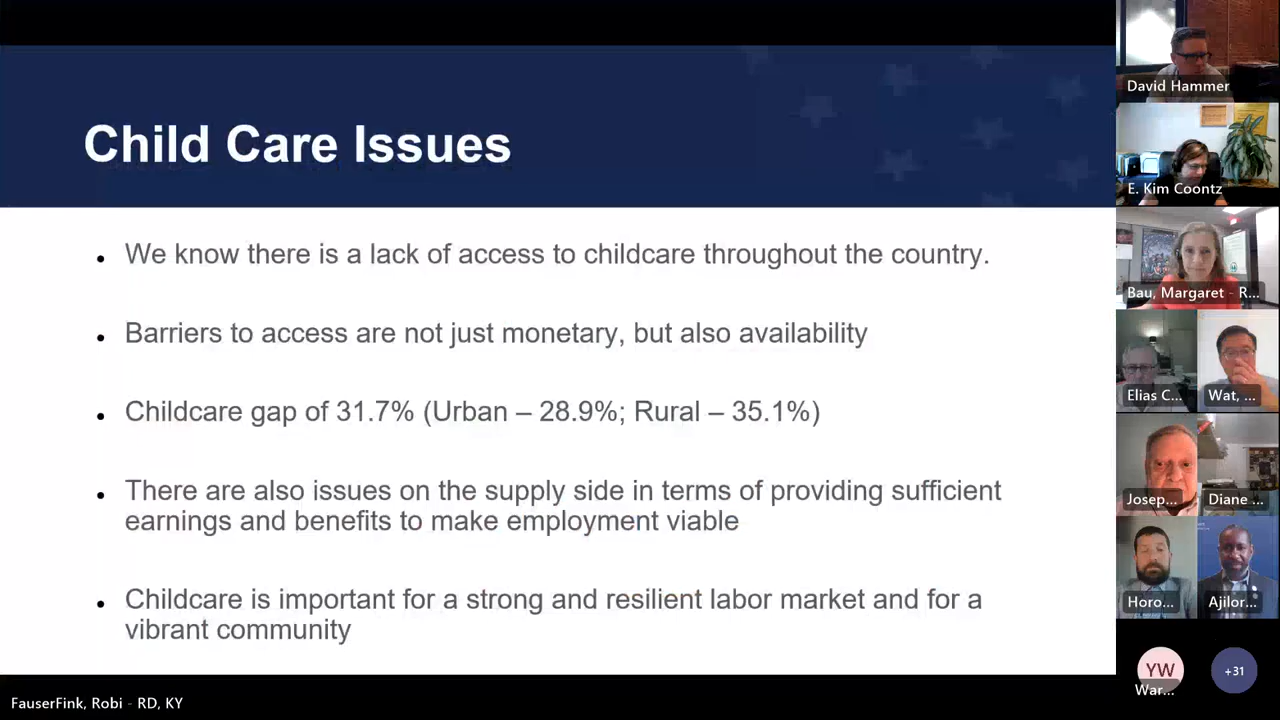 Child Care Issues
We know there is a lack of access to childcare throughout the country.
Barriers to access are not just monetary, but also availability
Childcare gap of 31.7% (Urban – 28.9%; Rural – 35.1%)
There are also issues on the supply side in terms of providing sufficient
earnings and benefits to make employment viable
Childcare is important for a strong and resilient labor market and for a
vibrant community
David Hammer
E. Kim Coontz
Bau, Margaret - R...
Elias C...
Wat, ...
Josep...
Diane ...
Horo...
Ajilor...
YW
War...
+31
FauserFink, Robi - RD, KY